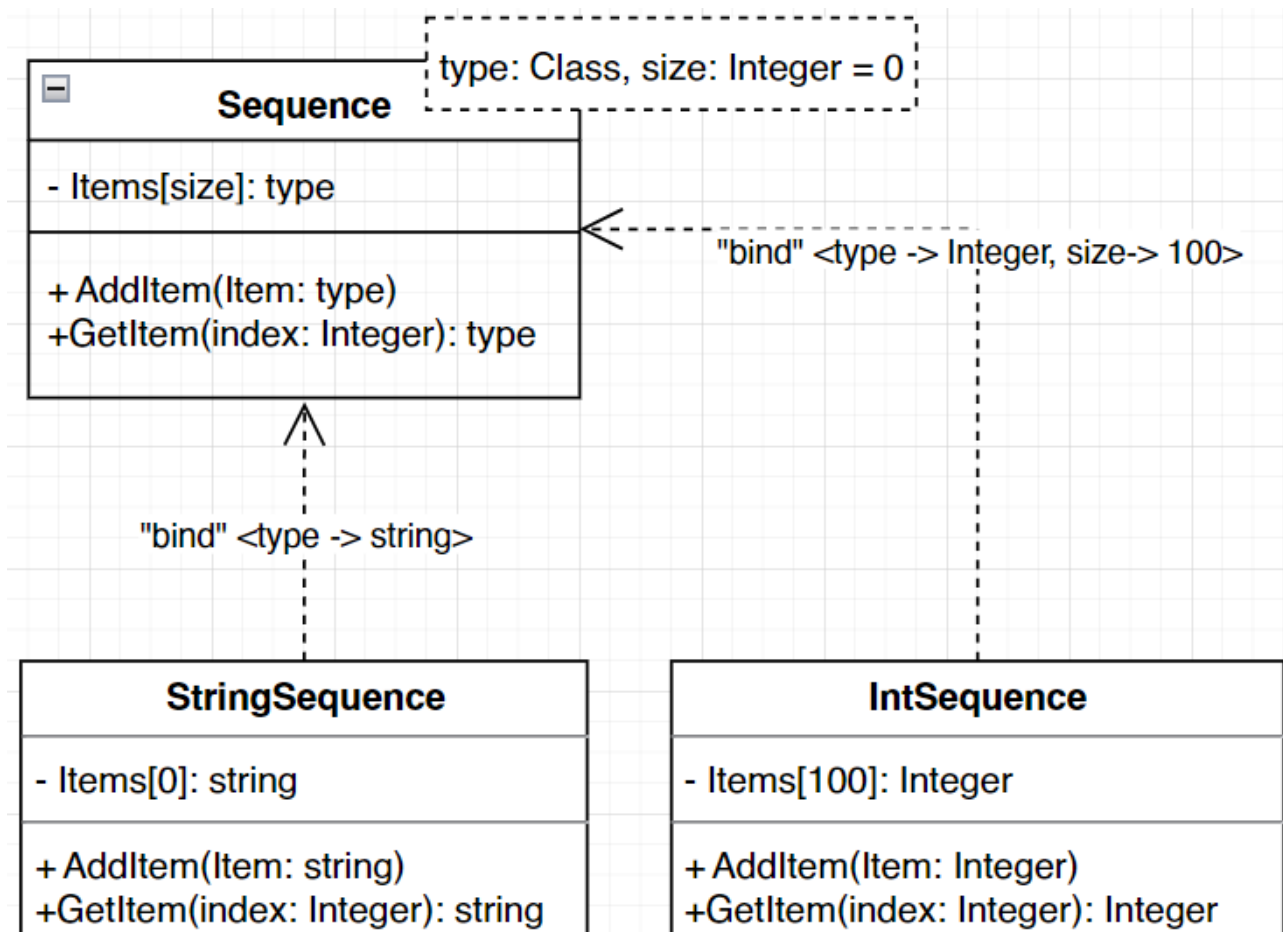 type: Class, size: Integer = 0
Sequence
- Items[size]: type
+ AddItem(Item: type)
+GetItem(index: Integer): type
"bind" <type -> Integer, size-> 100>
"bind" <type -> string>
StringSequence
- Items[0]: string
+ AddItem(Item: string)
+GetItem(index: Integer): string
IntSequence
- Items[100]: Integer
+ AddItem(Item: Integer)
+GetItem(index: Integer): Integer